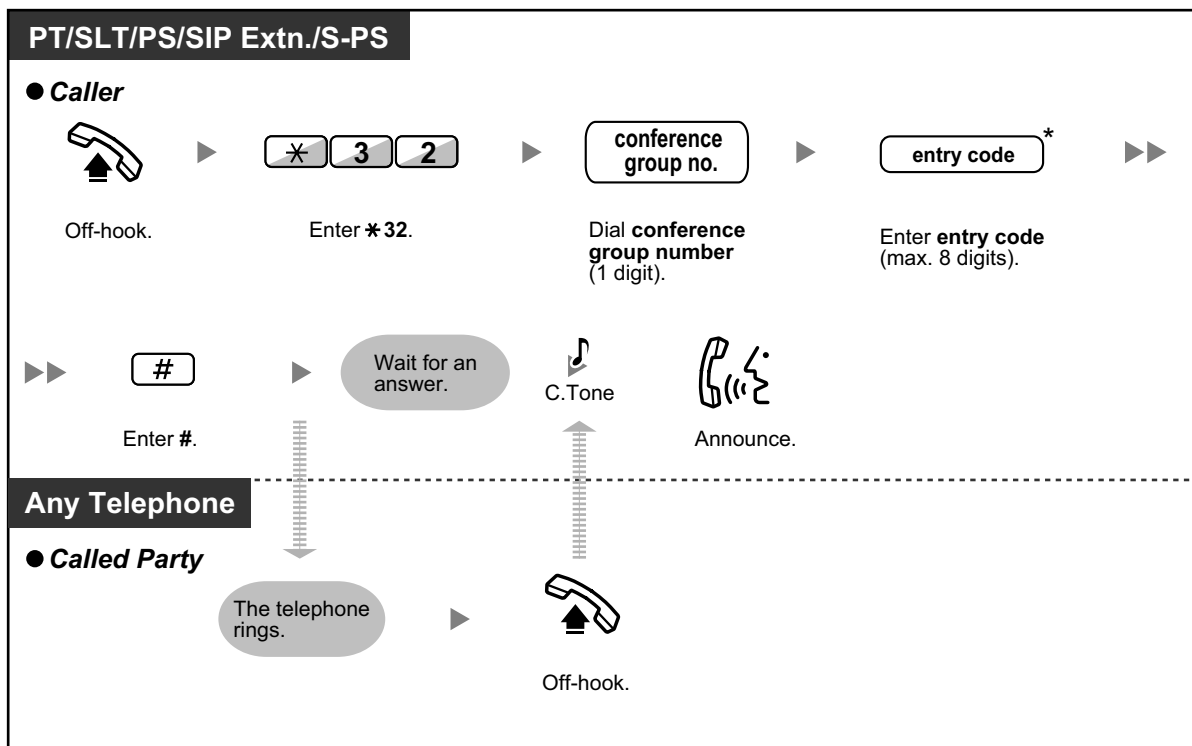 PT/SLT/PS/SIP Extn./S-PS
● Caller
✳ 3 2
conference
group no.
entry code *
Off-hook.
Enter ✳32.
Dial conference
group number
(1 digit).
Enter entry code
(max. 8 digits).
#
Wait for an
answer.
C.Tone
Enter #.
Announce.
Any Telephone
● Called Party
The telephone
rings.
Off-hook.